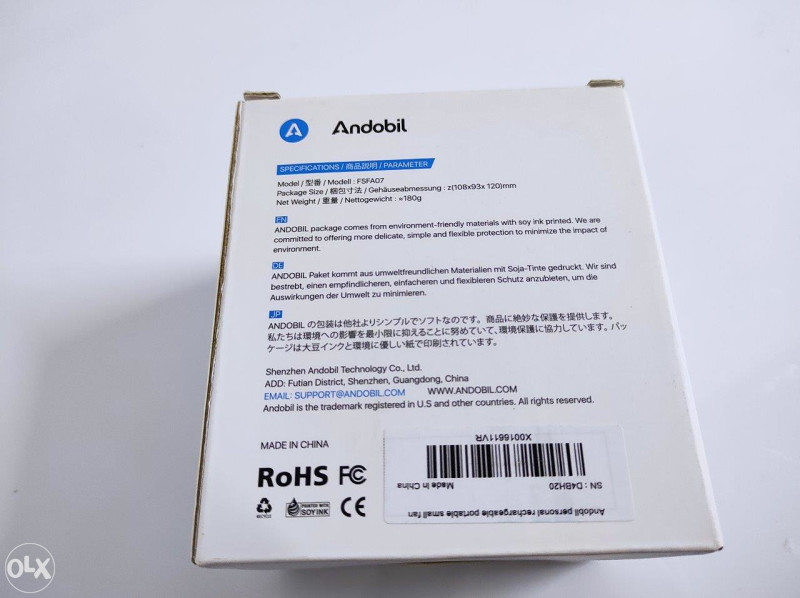 Andobil
SPECIFICATIONS / 商品説明 / PARAMETER
Model / 型番 / Modell : FSFA07
Package Size / 梱包寸法 / Gehäuseabmessung : z(108x93x 120)mm
Net Weight / 重量 / Nettogewicht : ≈180g
EN
ANDOBIL package comes from environment-friendly materials with soy ink printed. We are
committed to offering more delicate, simple and flexible protection to minimize the impact of
environment.
DE
ANDOBIL Paket kommt aus umweltfreundlichen Materialien mit Soja-Tinte gedruckt. Wir sind
bestrebt, einen empfindlicheren, einfacheren und flexibleren Schutz anzubieten, um die
Auswirkungen der Umwelt zu minimieren.
JP
ANDOBIL の包装は他社よりシンプルでソフトなのです。商品に絶妙な保護を提供します。
私たちは環境への影響を最小限に抑えることに努めていて、環境保護に協力しています。パッ
ケージは大豆インクと環境に優しい紙で印刷されています。
Shenzhen Andobil Technology Co., Ltd.
ADD: Futian District, Shenzhen, Guangdong, China
EMAIL: SUPPORT@ANDOBIL.COM WWW.ANDOBIL.COM
Andobil is the trademark registered in U.S and other countries. All rights reserved.
MADE IN CHINA
RoHS FC
RECYCLE
PRINTED WITH
SOY INK
CE
X0016611VR
SN : D4BH20 Made in China
Andobil personal rechargeable portable small fan
OLX